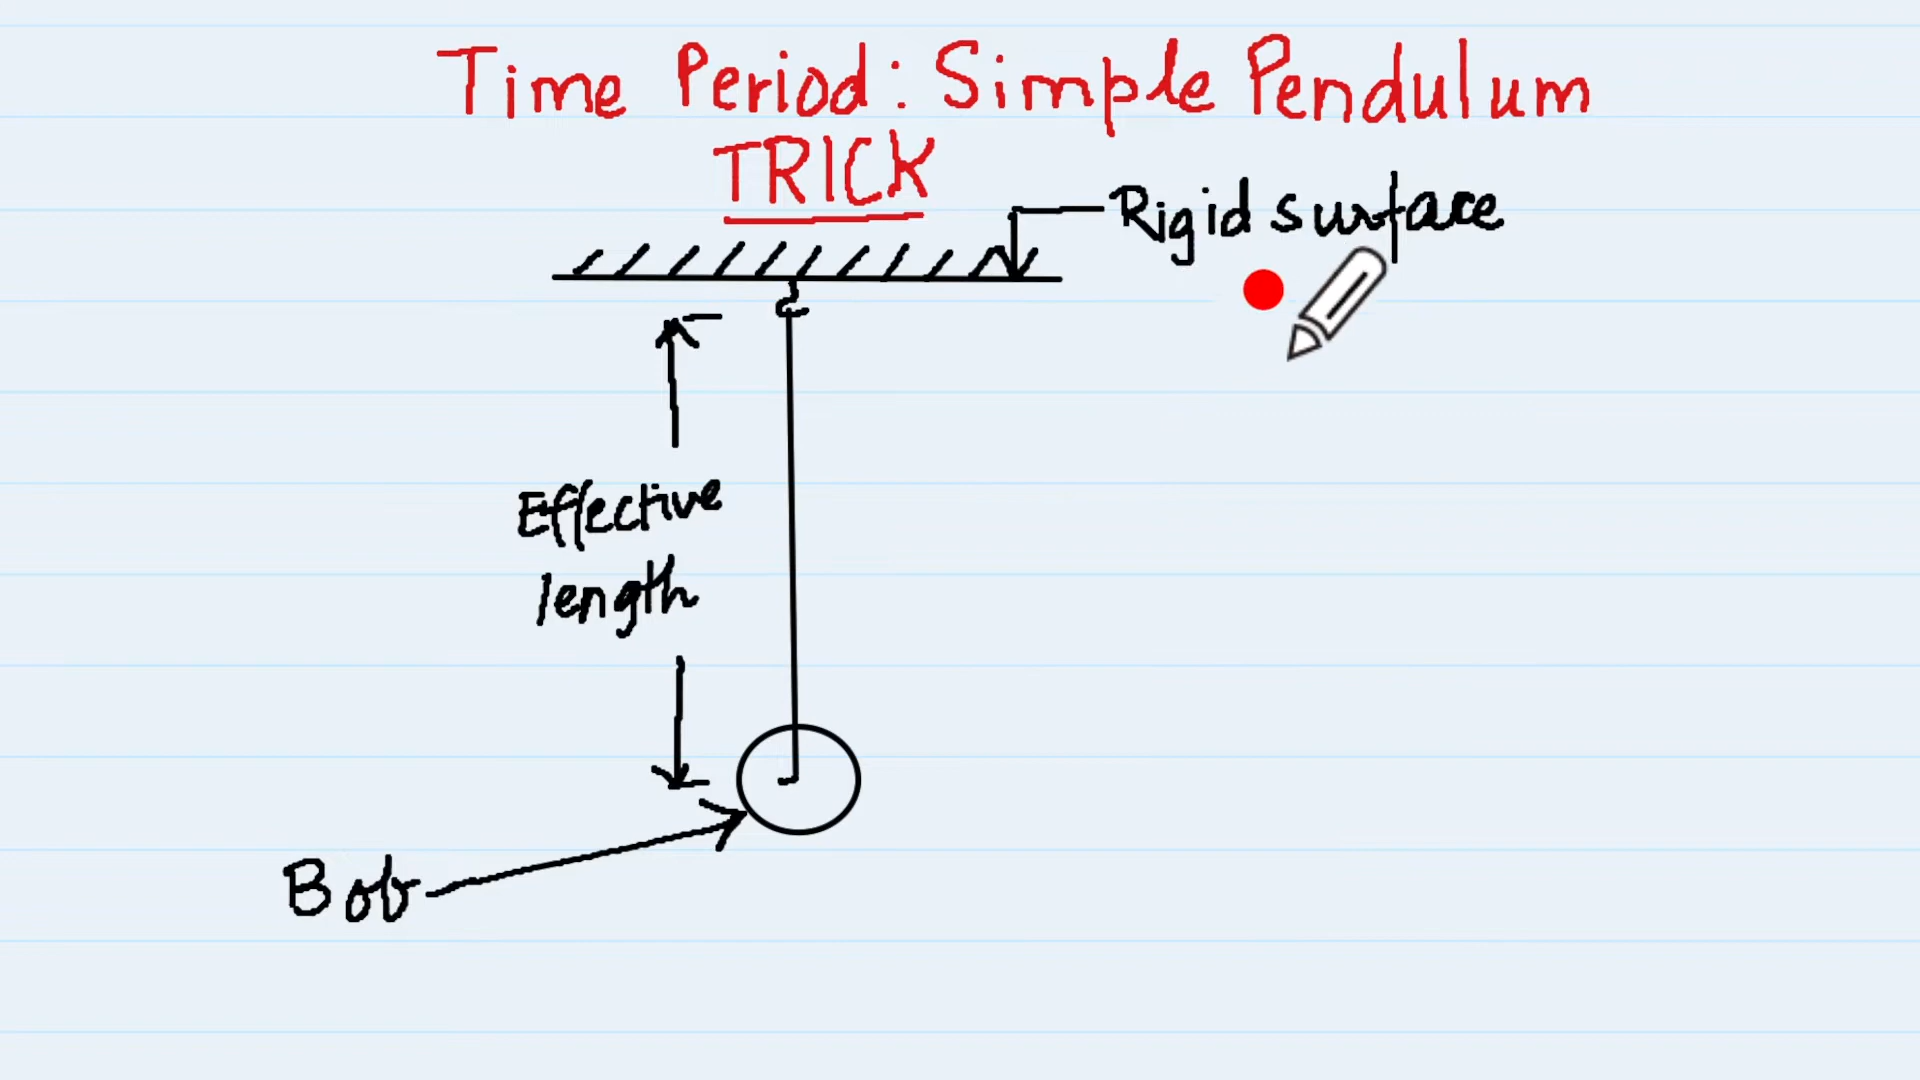 Time Period: Simple Pendulum
TRICK
Rigid surface
Effective
length
Bob